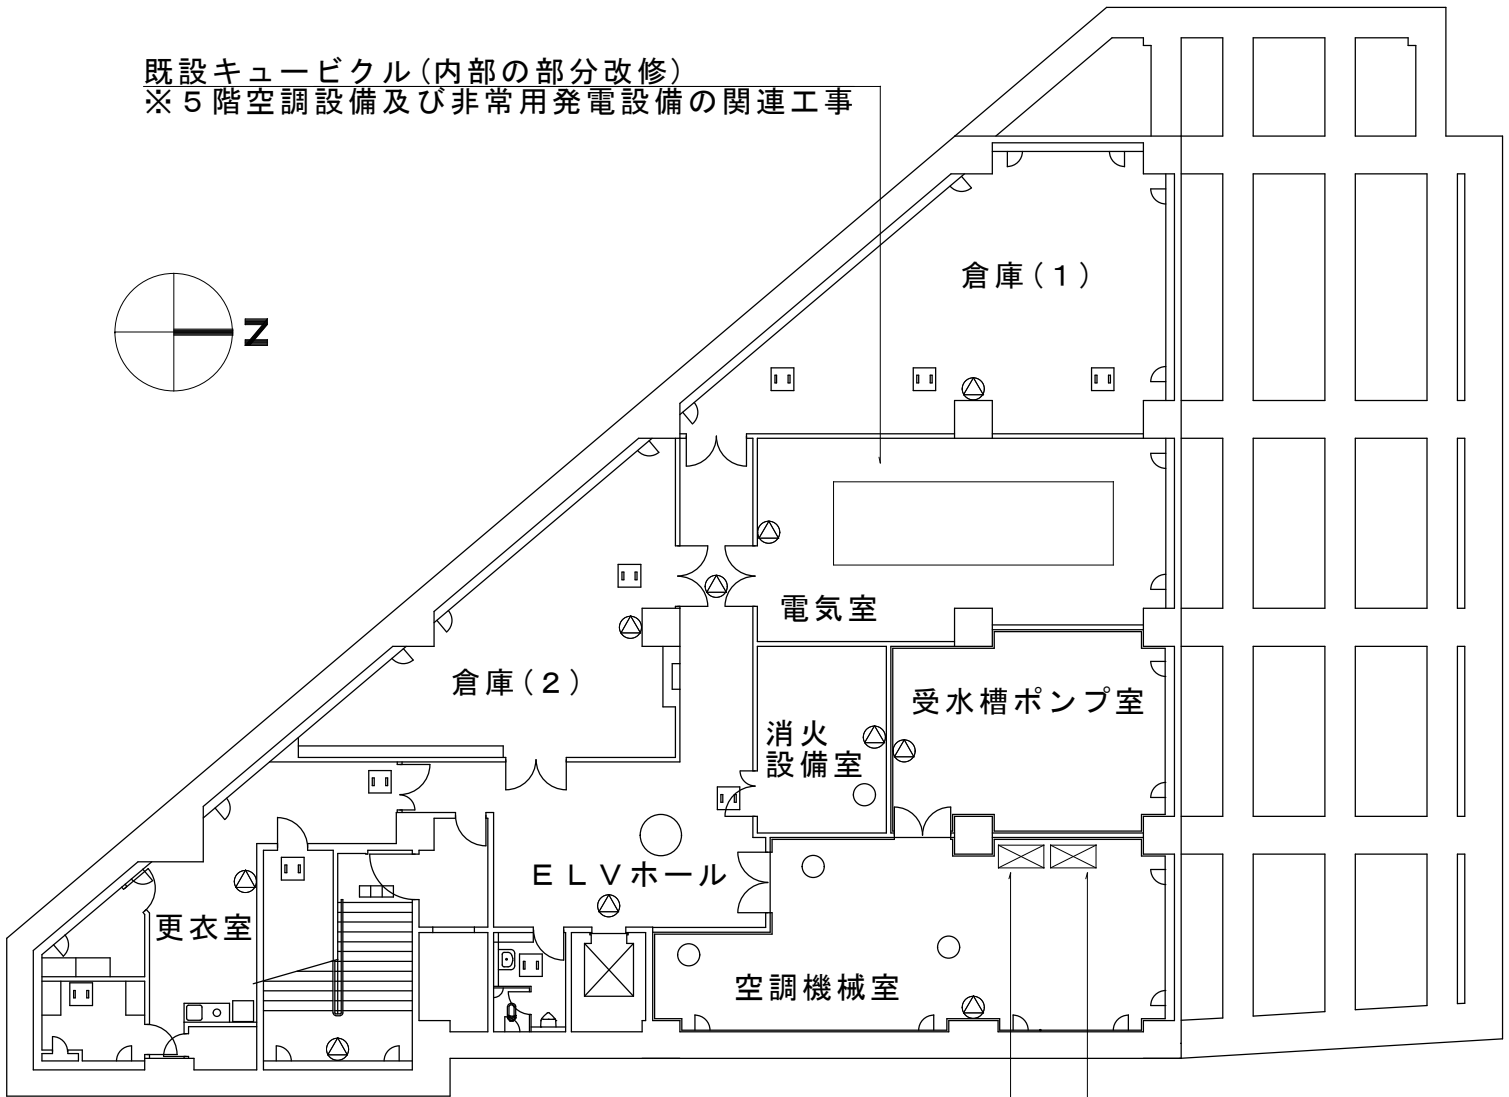 既設キュービクル(内部の部分改修)
※５階空調設備及び非常用発電設備の関連工事
N
倉庫(１)
電気室
倉庫(２)
受水槽ポンプ室
消火
設備室
ＥＬＶホール
更衣室
空調機械室